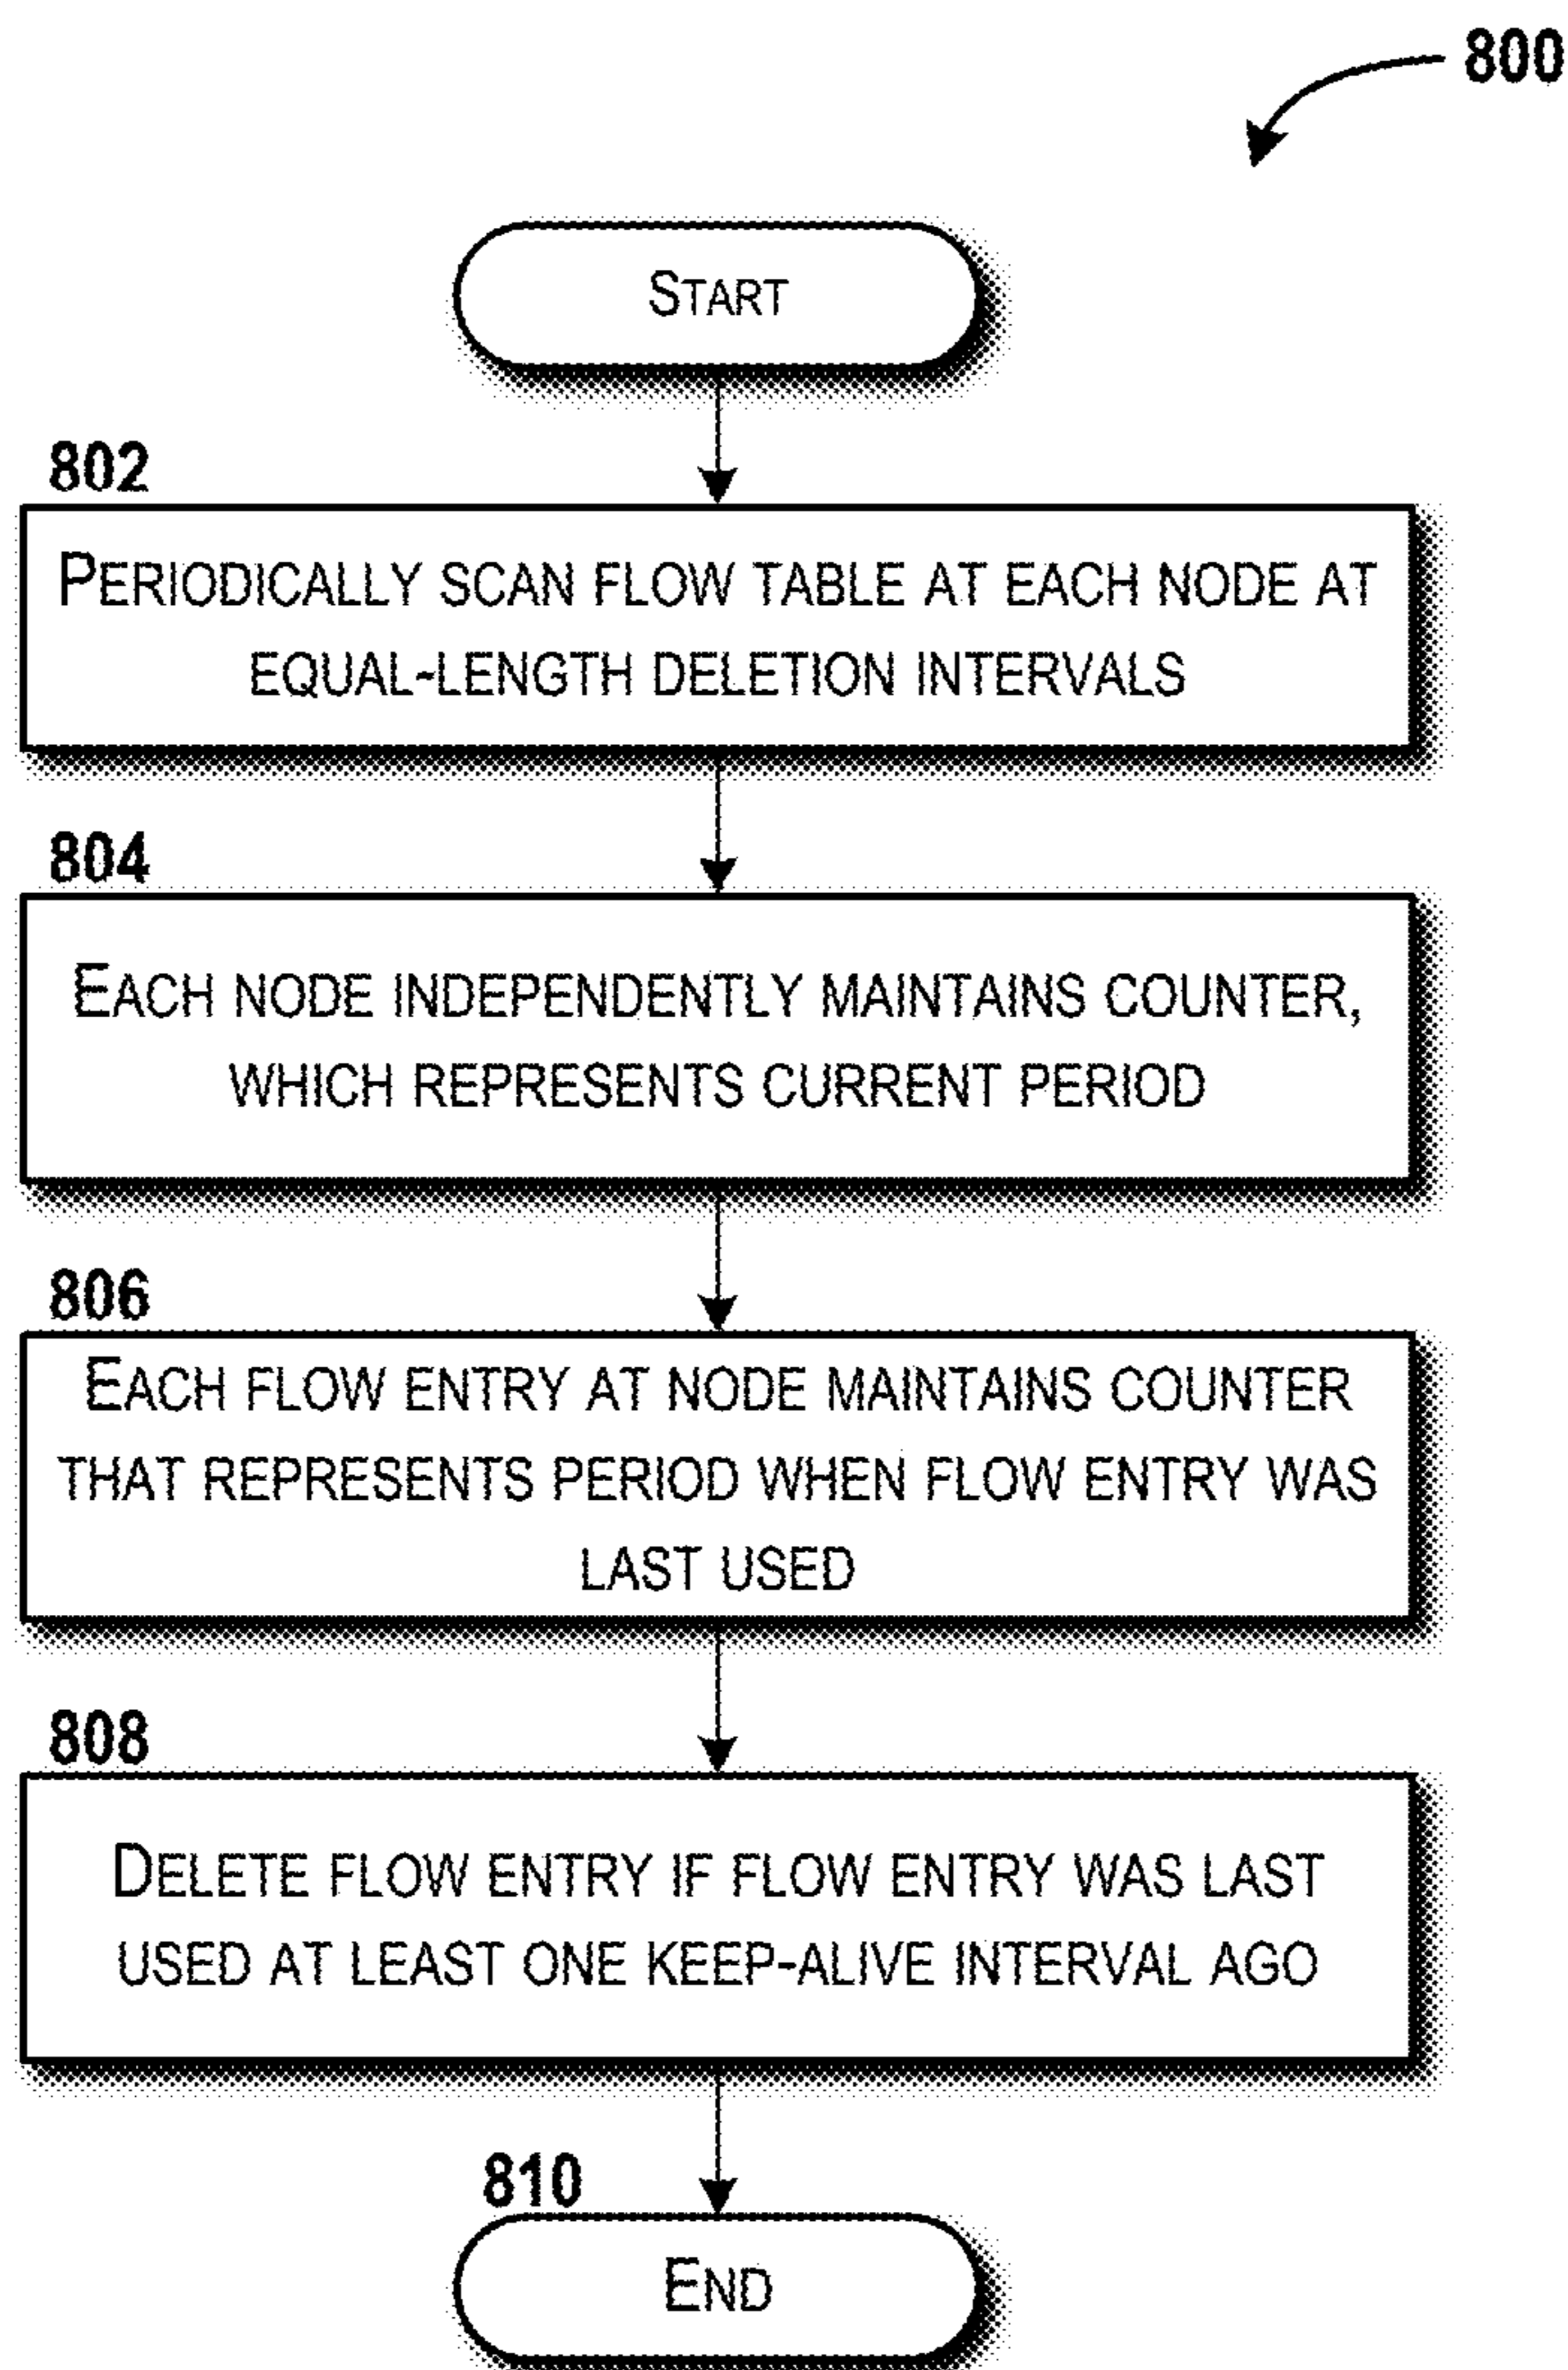 800
START
802
PERIODICALLY SCAN FLOW TABLE AT EACH NODE AT
EQUAL-LENGTH DELETION INTERVALS
804
EACH NODE INDEPENDENTLY MAINTAINS COUNTER,
WHICH REPRESENTS CURRENT PERIOD
806
EACH FLOW ENTRY AT NODE MAINTAINS COUNTER
THAT REPRESENTS PERIOD WHEN FLOW ENTRY WAS
LAST USED
808
DELETE FLOW ENTRY IF FLOW ENTRY WAS LAST
USED AT LEAST ONE KEEP-ALIVE INTERVAL AGO
810
END